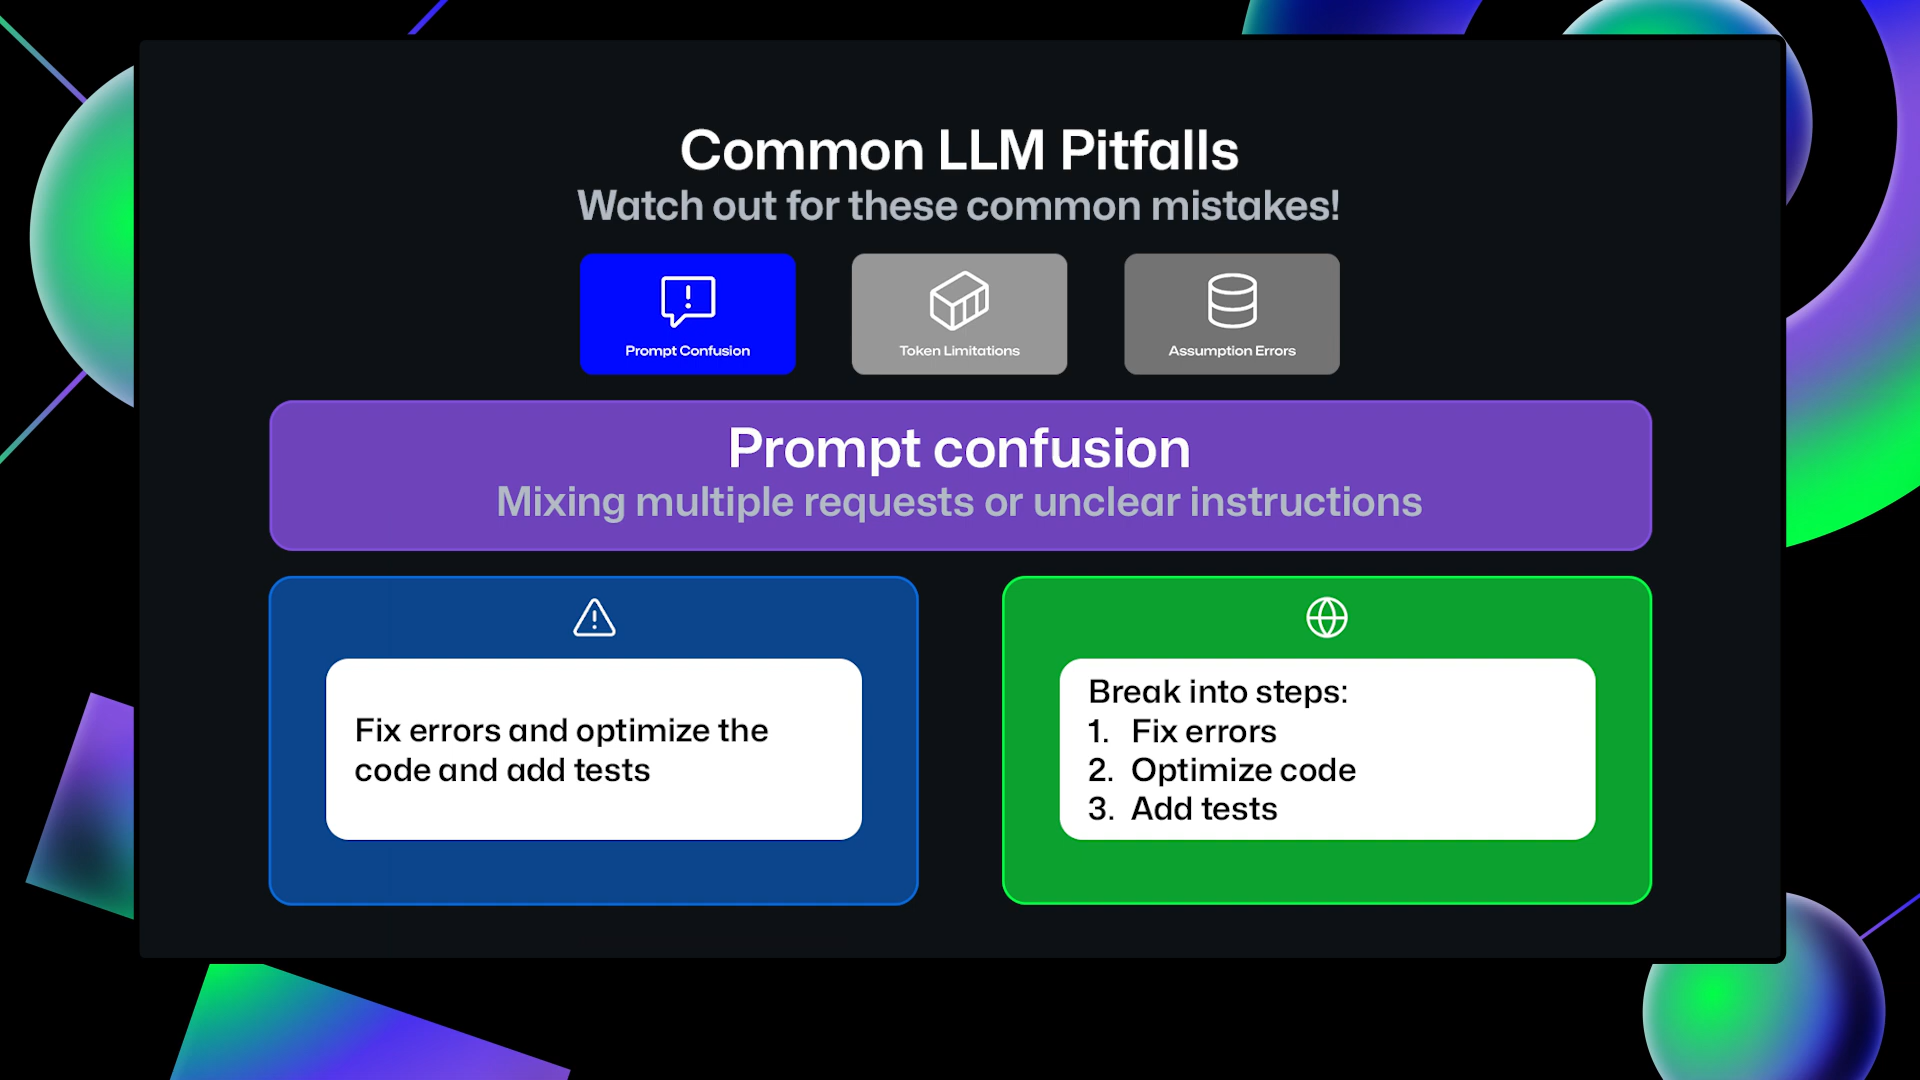 Common LLM Pitfalls
Watch out for these common mistakes!
Prompt Confusion
Token Limitations
Assumption Errors
Prompt confusion
Mixing multiple requests or unclear instructions
Fix errors and optimize the
code and add tests
Break into steps:
1. Fix errors
2. Optimize code
3. Add tests